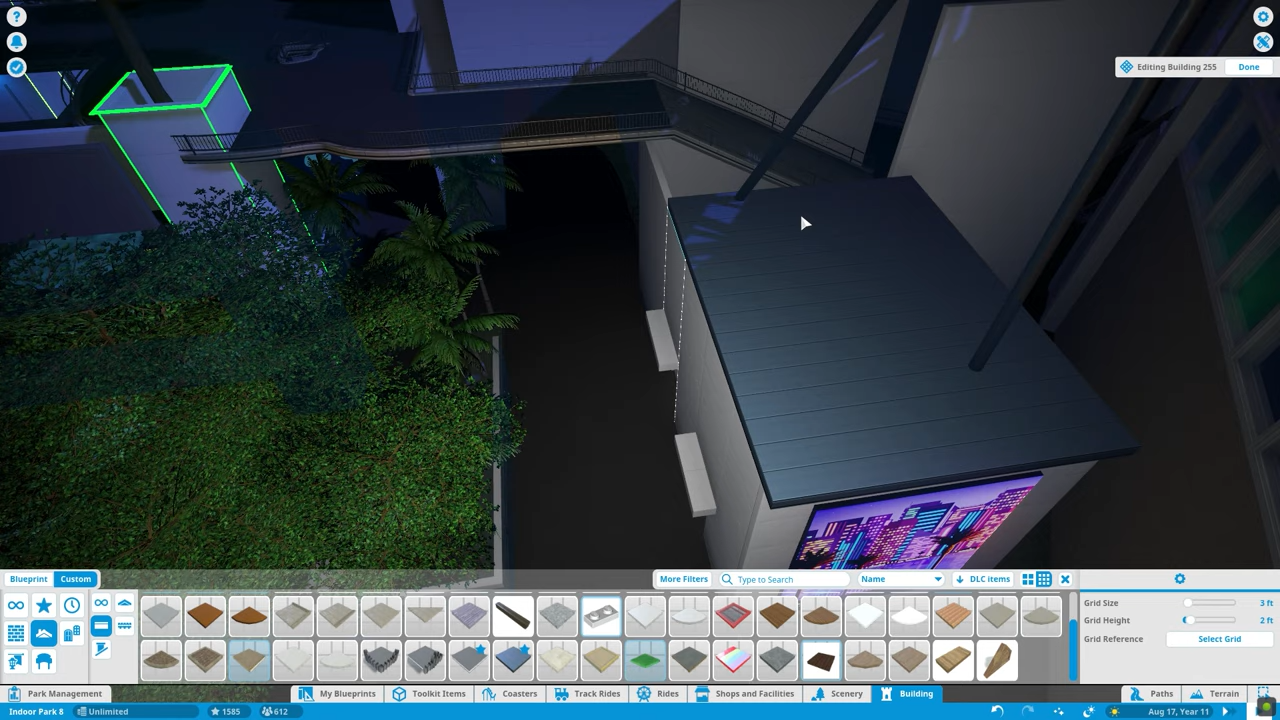 ?
Editing Building 255
Done
Blueprint
Custom
More Filters
Type to Search
Name
DLC items
Grid Size
3 ft
Grid Height
2 ft
Grid Reference
Select Grid
Park Management
My Blueprints
Toolkit Items
Coasters
Track Rides
Rides
Shops and Facilities
Scenery
Building
Paths
Terrain
Indoor Park 8
Unlimited
1585
612
Aug 17, Year 11